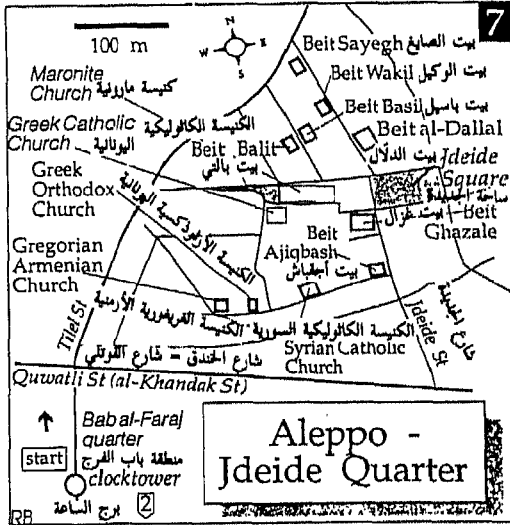 7
100 m
N
W E
S
Beit Sayegh بيت الصايغ
Maronite كنيسة مارونية
Church
Beit Wakil بيت الوكيل
Beit Basil بيت باسيل
Greek Catholic الكنيسة الكاثوليكية
Church اليونانية
Beit al-Dallal
بيت الدلال
Beit Balit
بيت بالتي
Jdeide
Square
ساحة الجديدة
Greek
Orthodox
Church
الكنيسة الأرثوذكسية اليونانية
Beit
Ghazale
بيت غزال
Beit
Ajiqbash
بيت أجقباش
Gregorian
Armenian
Church
الكنيسة الغريغورية الأرمنية
الكنيسة الكاثوليكية السورية
Syrian Catholic
Church
Jdeide St
شارع الجديدة
Tilel St
شارع الخندق = شارع القوتلي
Quwatli St (al-Khandak St)
Bab al-Faraj
quarter
منطقة باب الفرج
start
clocktower
برج الساعة
2
Aleppo -
Jdeide Quarter
RB